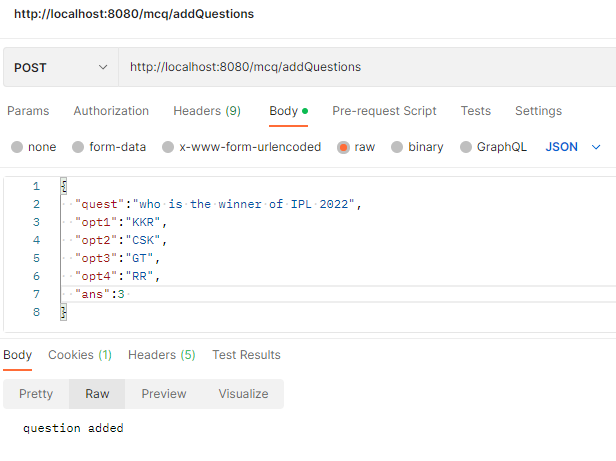 http://localhost:8080/mcq/addQuestions
POST http://localhost:8080/mcq/addQuestions
Params Authorization Headers (9) Body Pre-request Script Tests Settings
none form-data x-www-form-urlencoded raw binary GraphQL JSON
1 {
2 "quest":"who is the winner of IPL 2022",
3 "opt1":"KKR",
4 "opt2":"CSK",
5 "opt3":"GT",
6 "opt4":"RR",
7 "ans":3
8 }
Body Cookies (1) Headers (5) Test Results
Pretty Raw Preview Visualize
question added